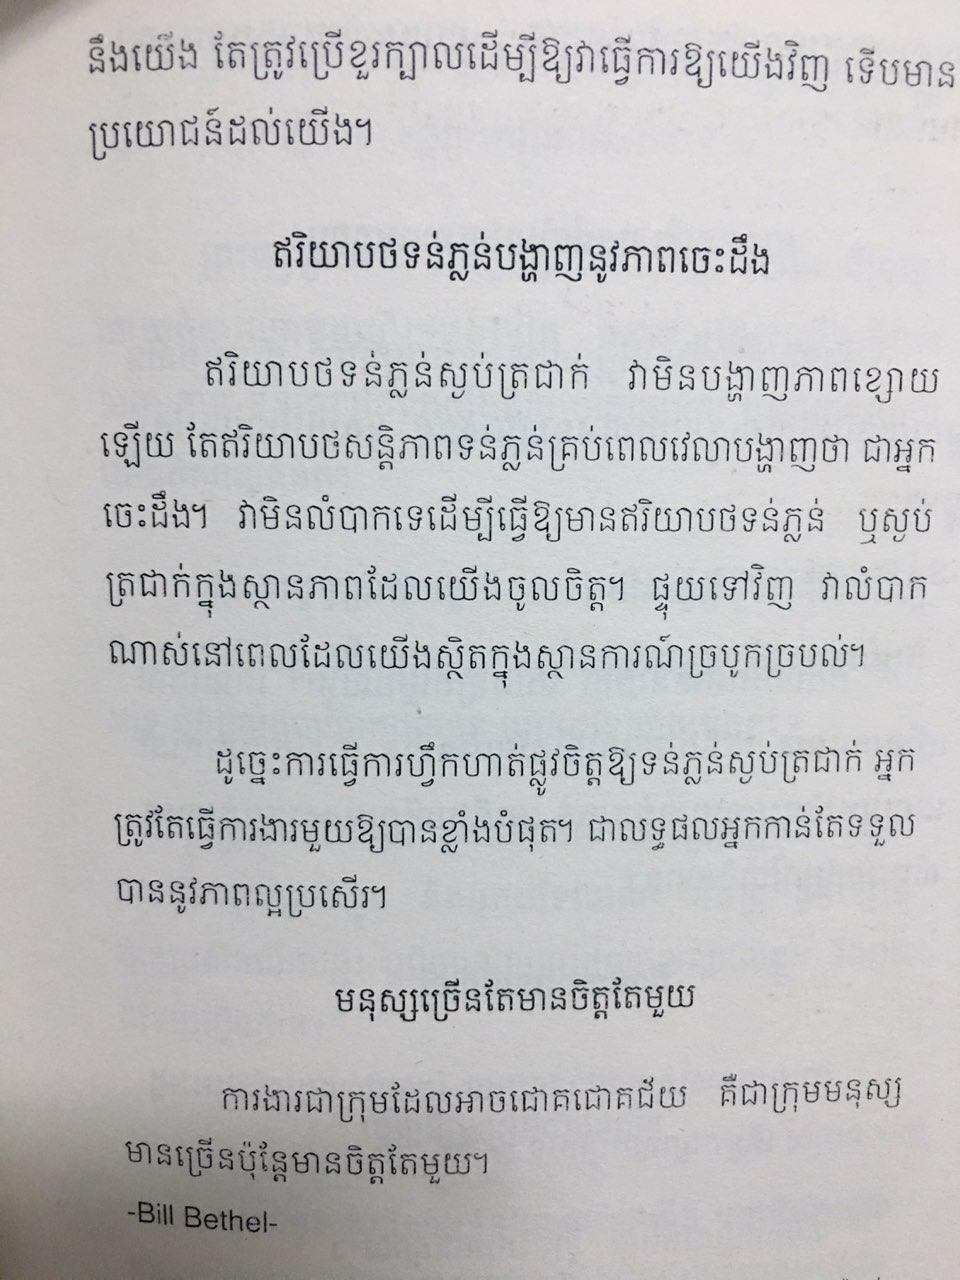 នឹងយើង តែត្រូវប្រើខួរក្បាលដើម្បីឱ្យវាធ្វើការឱ្យយើងវិញ ទើបមាន
ប្រយោជន៍ដល់យើង។
ឥរិយាបថទន់ភ្លន់បង្ហាញនូវភាពចេះដឹង
ឥរិយាបថទន់ភ្លន់ស្ងប់ត្រជាក់ វាមិនបង្ហាញភាពខ្សោយ
ឡើយ តែឥរិយាបថសន្តិភាពទន់ភ្លន់គ្រប់ពេលវេលាបង្ហាញថា ជាអ្នក
ចេះដឹង។ វាមិនលំបាកទេដើម្បីធ្វើឱ្យមានឥរិយាបថទន់ភ្លន់ ឬស្ងប់
ត្រជាក់ក្នុងស្ថានភាពដែលយើងចូលចិត្ត។ ផ្ទុយទៅវិញ វាលំបាក
ណាស់នៅពេលដែលយើងស្ថិតក្នុងស្ថានការណ៍ច្របូកច្របល់។
ដូច្នេះការធ្វើការហ្វឹកហាត់ផ្លូវចិត្តឱ្យទន់ភ្លន់ស្ងប់ត្រជាក់ អ្នក
ត្រូវតែធ្វើការងារមួយឱ្យបានខ្លាំងបំផុត។ ជាលទ្ធផលអ្នកកាន់តែទទួល
បាននូវភាពល្អប្រសើរ។
មនុស្សច្រើនតែមានចិត្តតែមួយ
ការងារជាក្រុមដែលអាចជោគជោគជ័យ គឺជាក្រុមមនុស្ស
មានច្រើនប៉ុន្តែមានចិត្តតែមួយ។
-Bill Bethel-